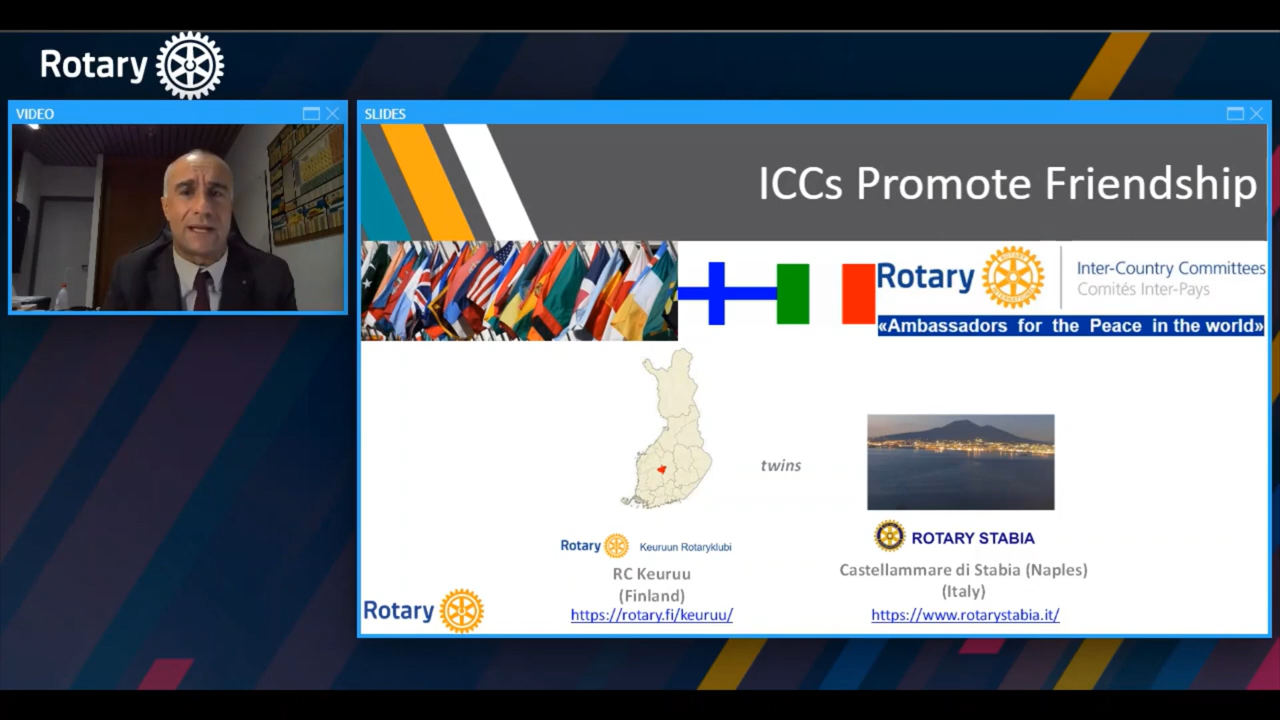 Rotary
VIDEO
SLIDES
ICCs Promote Friendship
Rotary
Inter-Country Committees
Comités Inter-Pays
«Ambassadors for the Peace in the world»
twins
Rotary
Keuruun Rotaryklubi
RC Keuruu
(Finland)
https://rotary.fi/keuruu/
ROTARY STABIA
Castellammare di Stabia (Naples)
(Italy)
https://www.rotarystabia.it/
Rotary